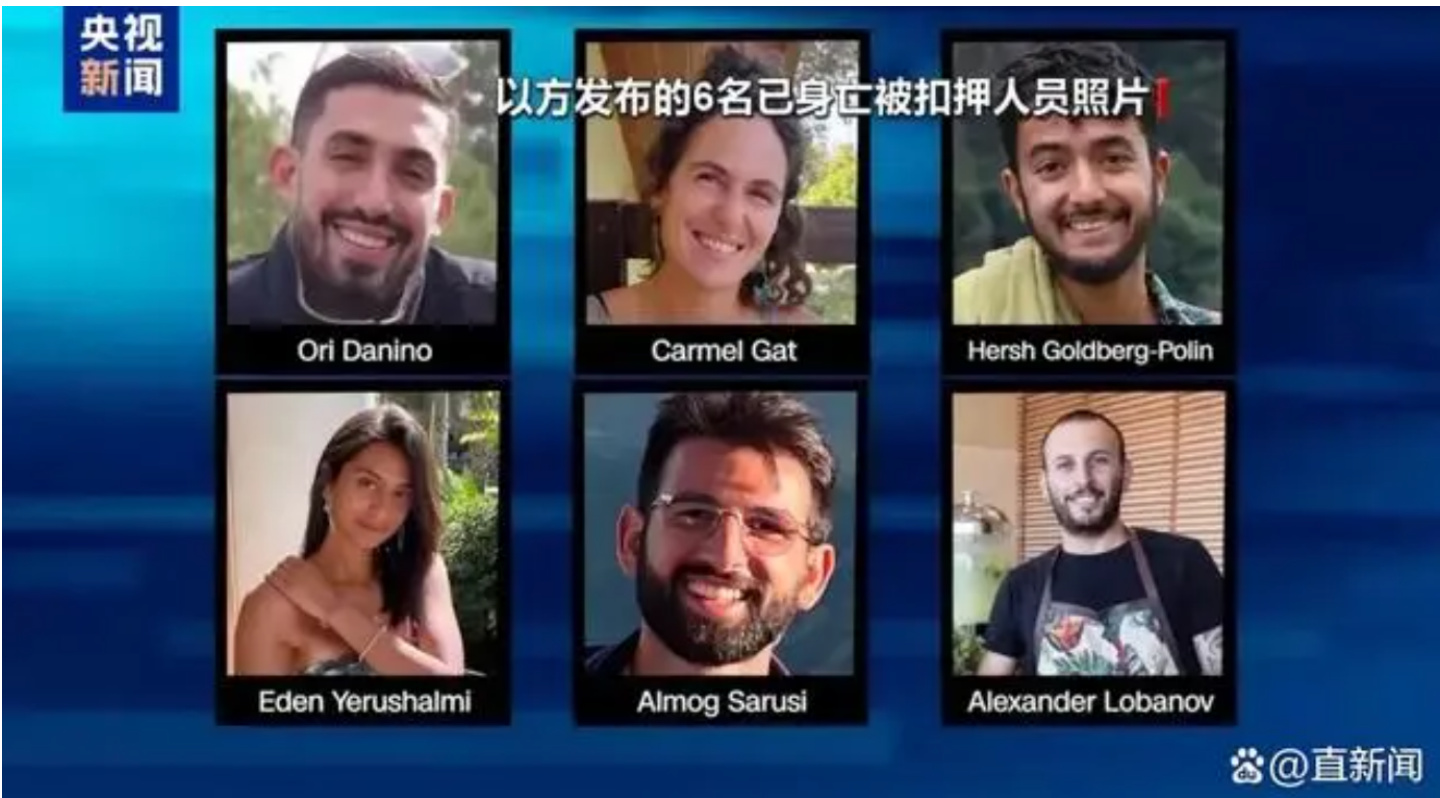 央视
新闻
以方发布的6名已身亡被扣押人员照片
Ori Danino
Carmel Gat
Hersh Goldberg-Polin
Eden Yerushalmi
Almog Sarusi
Alexander Lobanov
du@直新闻